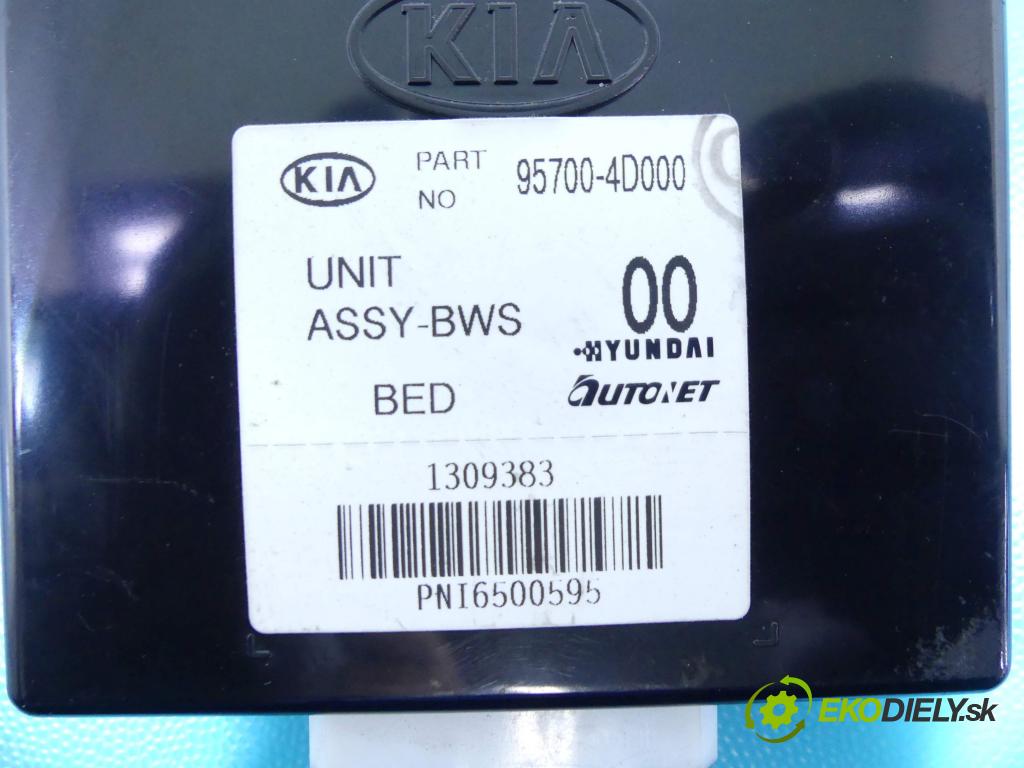 KIA
KIA PART NO 95700-4D000
UNIT ASSY-BWS 00
HYUNDAI
BED AUTONET
1309383
PNI6500595
EKODIELY.sk